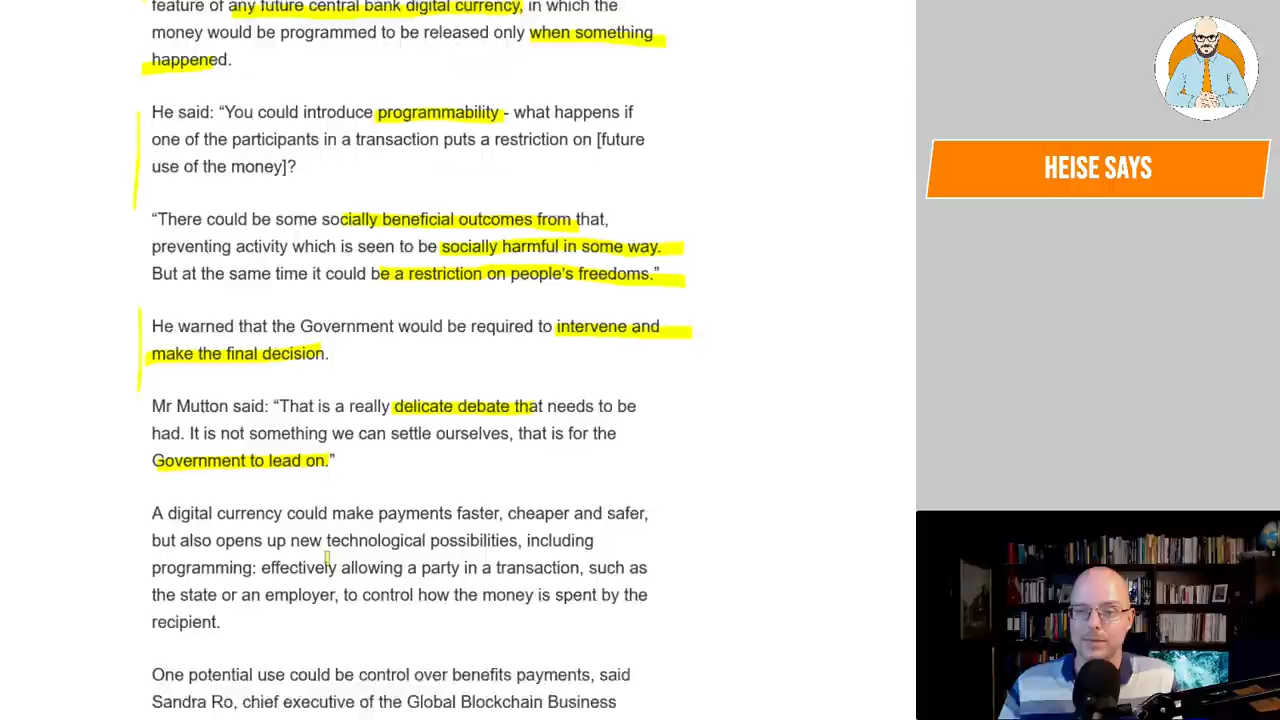 feature of any future central bank digital currency, in which the
money would be programmed to be released only when something
happened.
He said: “You could introduce programmability - what happens if
one of the participants in a transaction puts a restriction on [future
use of the money]?
“There could be some socially beneficial outcomes from that,
preventing activity which is seen to be socially harmful in some way.
But at the same time it could be a restriction on people’s freedoms.”
He warned that the Government would be required to intervene and
make the final decision.
Mr Mutton said: “That is a really delicate debate that needs to be
had. It is not something we can settle ourselves, that is for the
Government to lead on.”
A digital currency could make payments faster, cheaper and safer,
but also opens up new technological possibilities, including
programming: effectively allowing a party in a transaction, such as
the state or an employer, to control how the money is spent by the
recipient.
One potential use could be control over benefits payments, said
Sandra Ro, chief executive of the Global Blockchain Business
HEISE SAYS